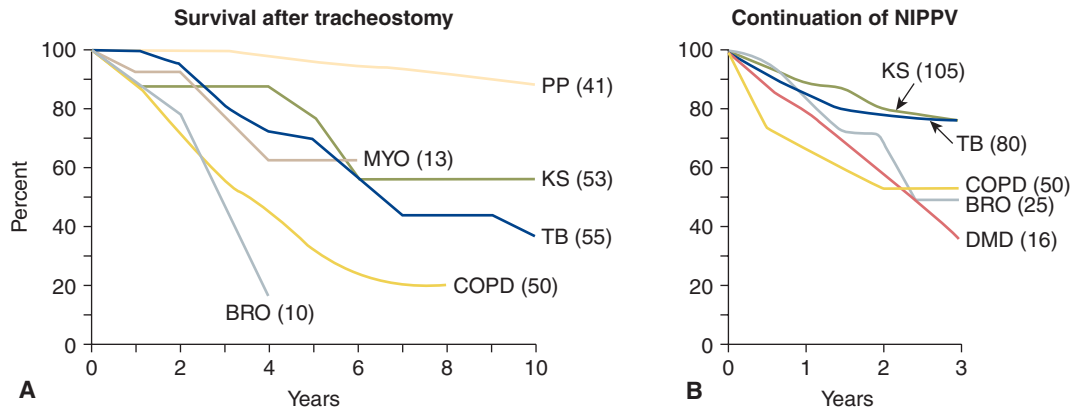 Survival after tracheostomy
100
80
60
40
20
0
Percent
0 2 4 6 8 10
Years
PP (41)
MYO (13)
KS (53)
TB (55)
COPD (50)
BRO (10)
A
Continuation of NIPPV
100
80
60
40
20
0
0 1 2 3
Years
KS (105)
TB (80)
COPD (50)
BRO (25)
DMD (16)
B